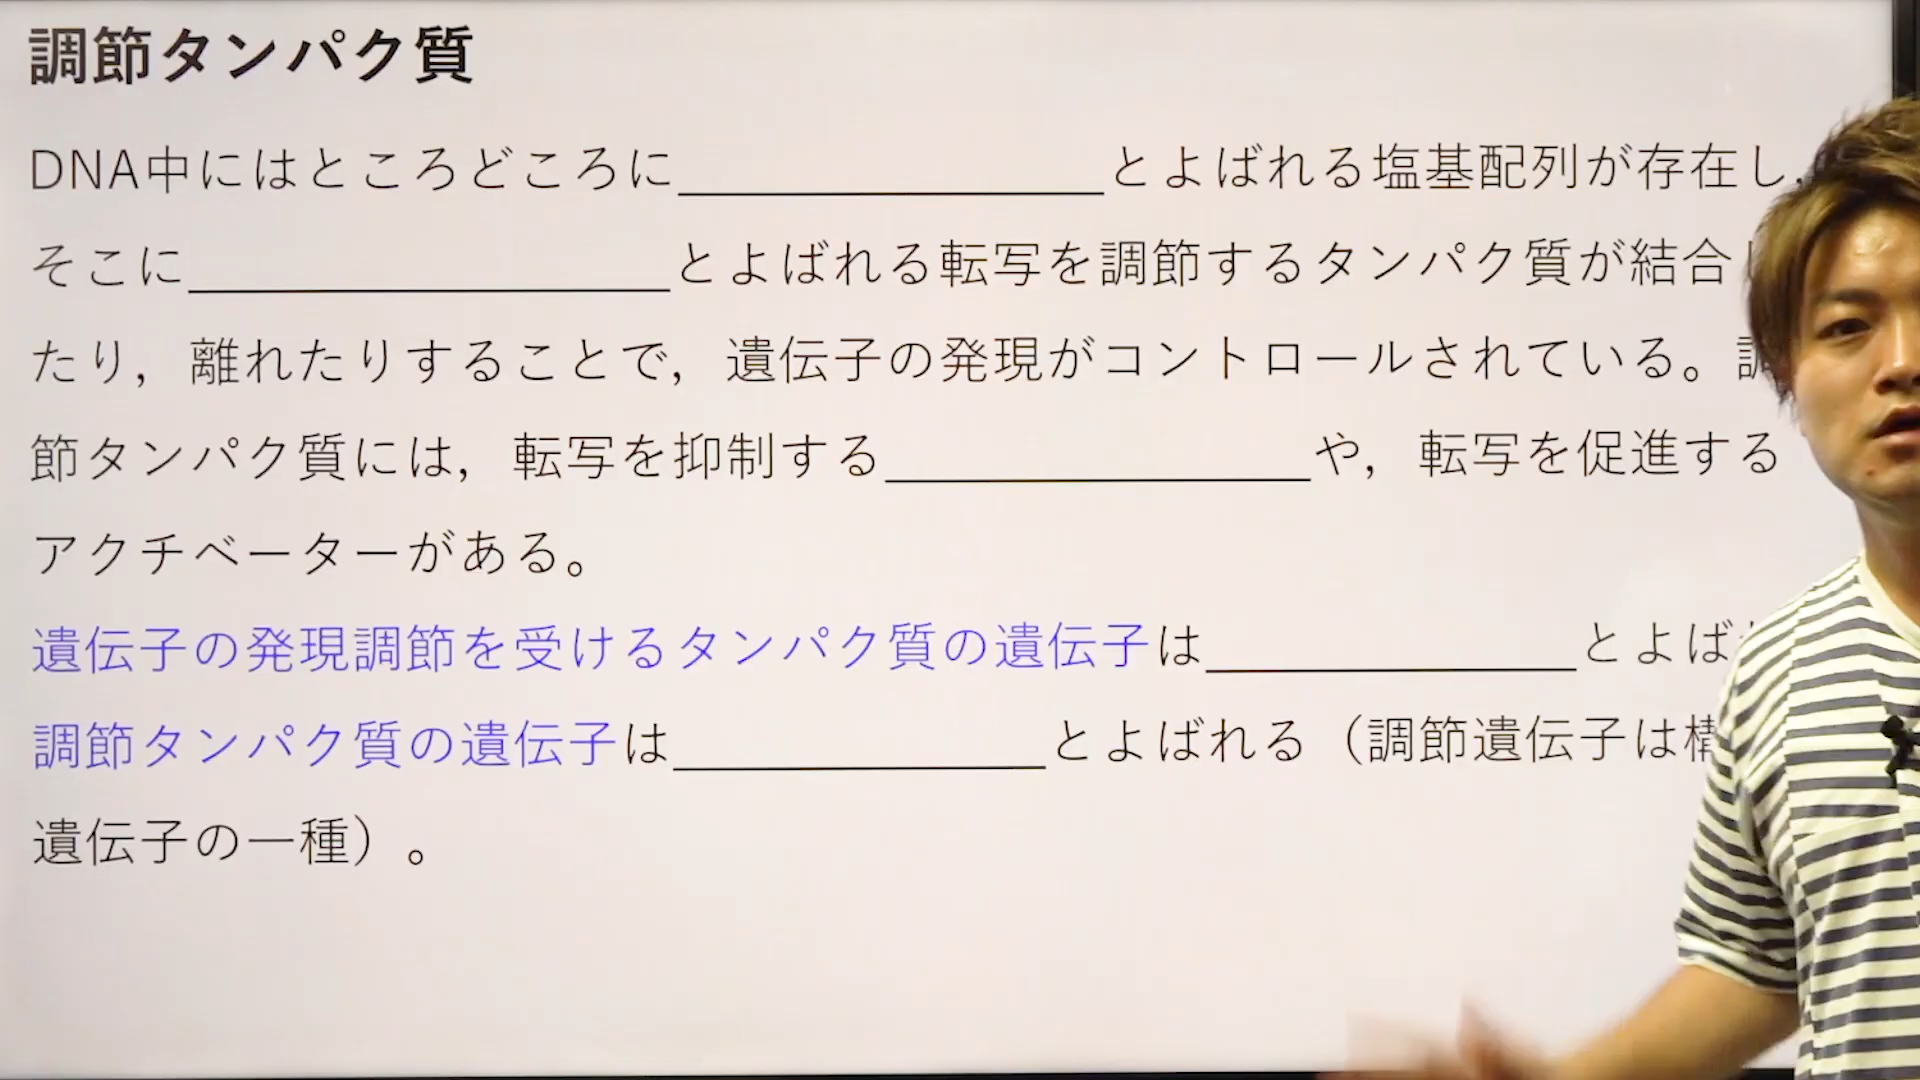 調節タンパク質
DNA中にはところどころに________とよばれる塩基配列が存在し，
そこに________とよばれる転写を調節するタンパク質が結合し
たり，離れたりすることで，遺伝子の発現がコントロールされている。調
節タンパク質には，転写を抑制する________や，転写を促進する
アクチベーターがある。
遺伝子の発現調節を受けるタンパク質の遺伝子は________とよば
調節タンパク質の遺伝子は________とよばれる（調節遺伝子は構
遺伝子の一種）。